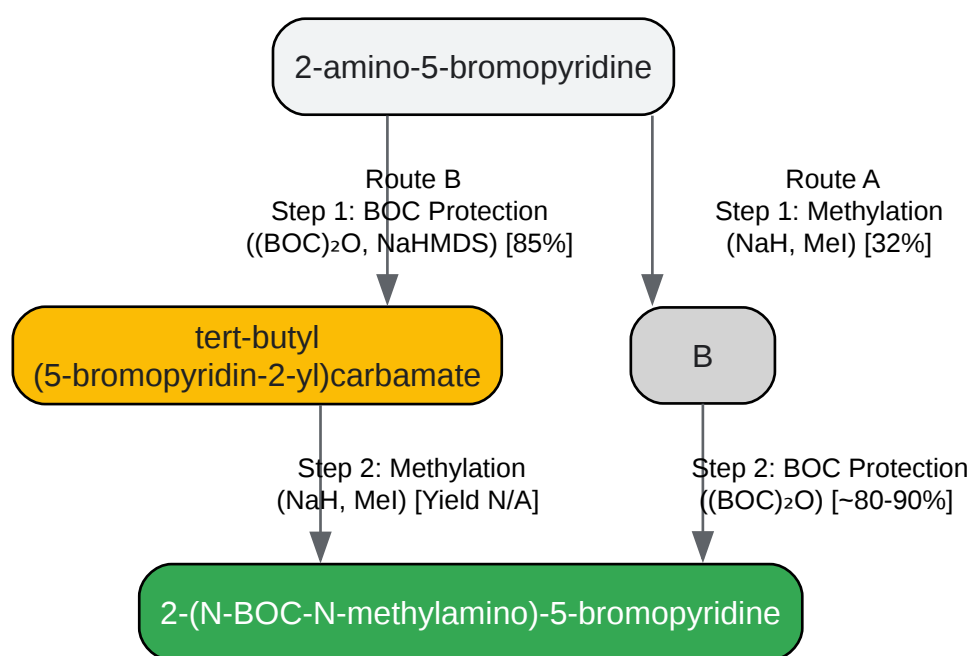 2-amino-5-bromopyridine
Route B
Step 1: BOC Protection
((BOC)₂O, NaHMDS) [85%]
Route A
Step 1: Methylation
(NaH, MeI) [32%]
tert-butyl
(5-bromopyridin-2-yl)carbamate
B
Step 2: Methylation
(NaH, MeI) [Yield N/A]
Step 2: BOC Protection
((BOC)₂O) [~80-90%]
2-(N-BOC-N-methylamino)-5-bromopyridine